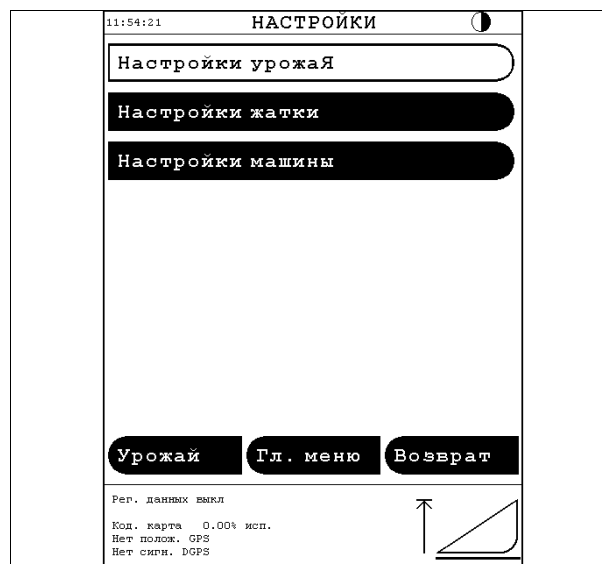 11:54:21 НАСТРОЙКИ
Настройки урожаЯ
Настройки жатки
Настройки машины
Урожай Гл. меню Возврат
Рег. данных выкл
Код. карта 0.00% исп.
Нет полож. GPS
Нет сигн. DGPS